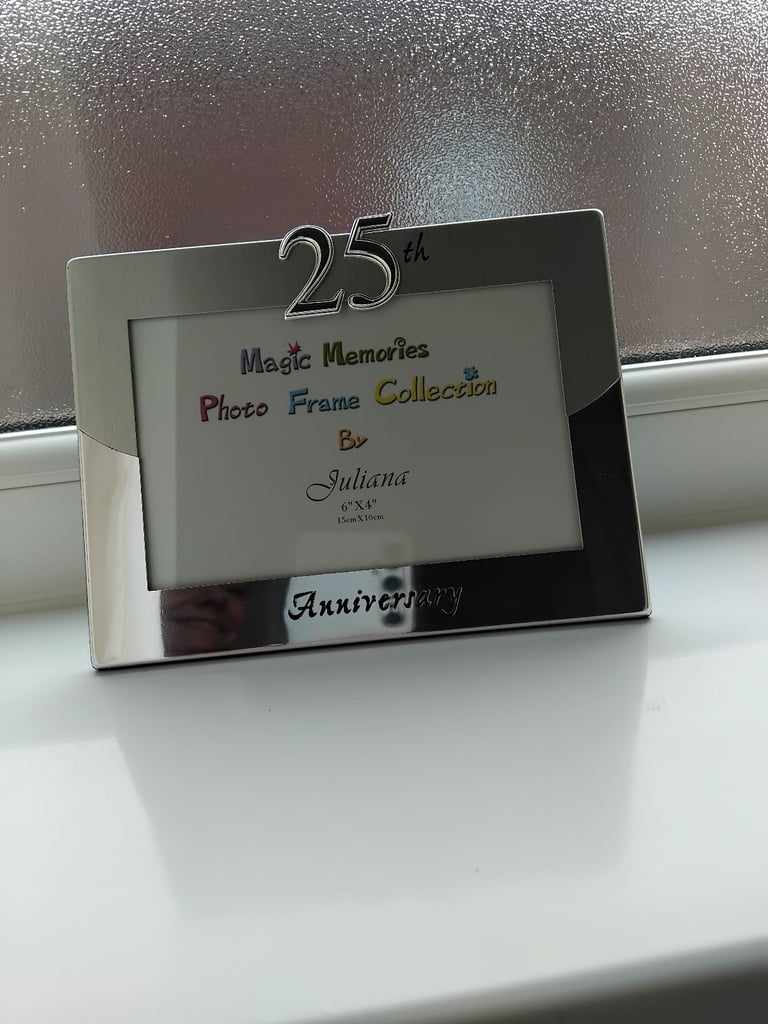 25th
Magic Memories
Photo Frame Collection
By
Juliana
6"X4"
15cmX10cm
Anniversary